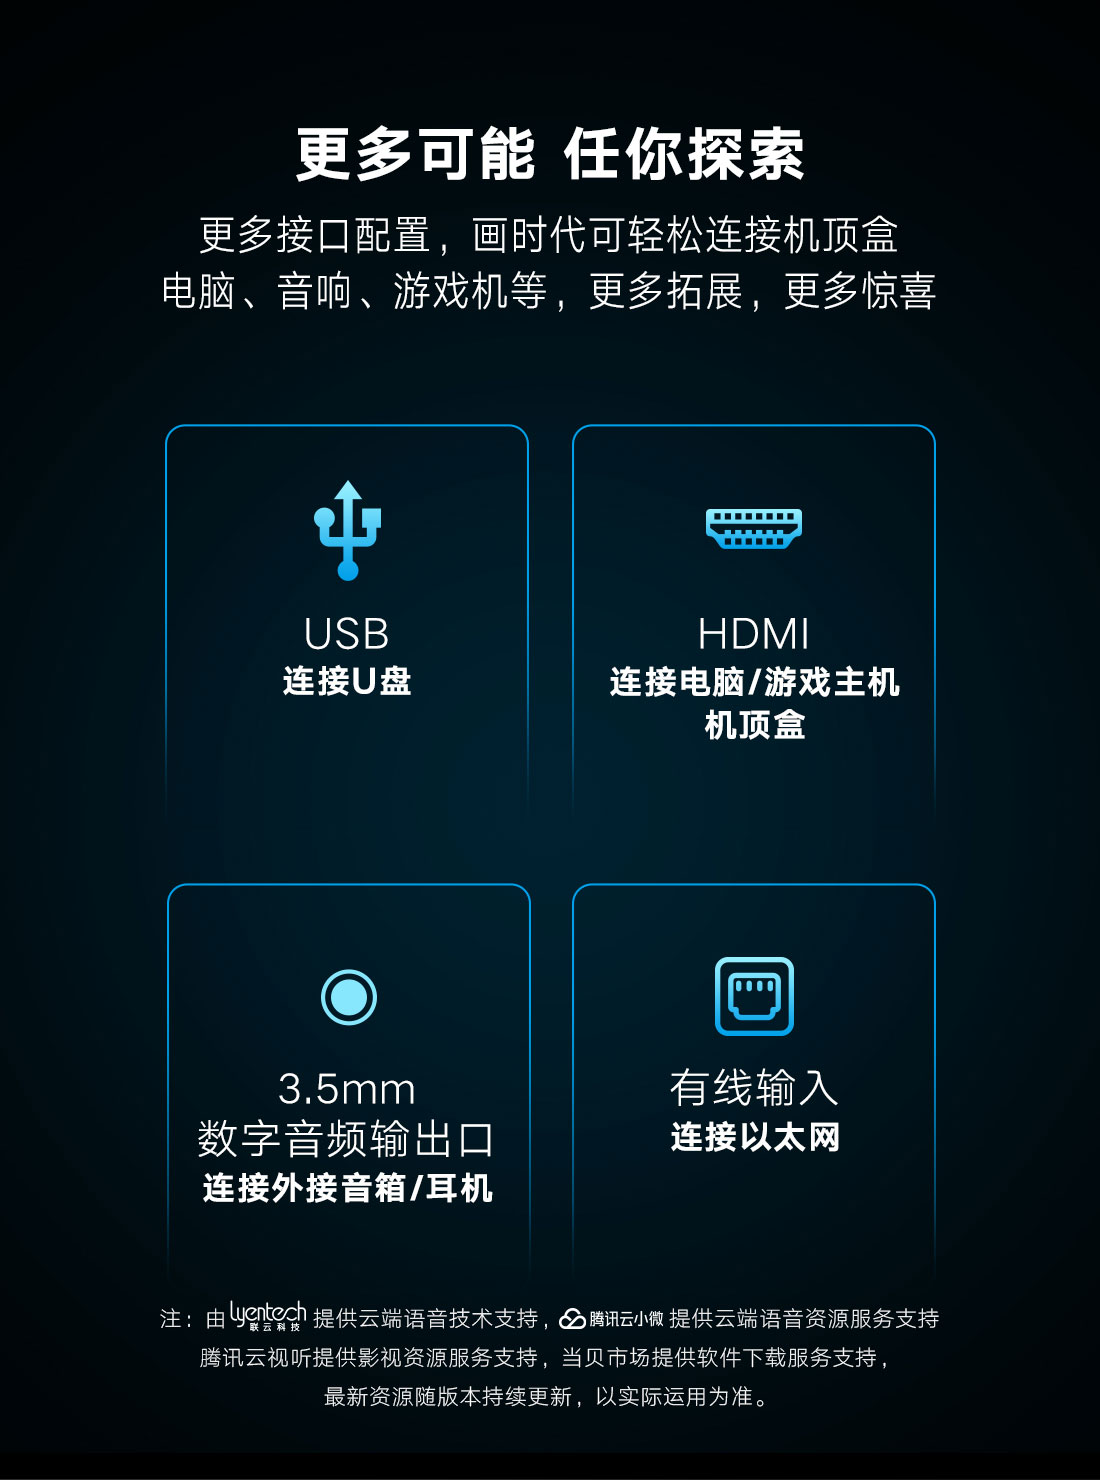 更多可能 任你探索
更多接口配置，画时代可轻松连接机顶盒
电脑、音响、游戏机等，更多拓展，更多惊喜
USB
连接U盘
HDMI
连接电脑/游戏主机
机顶盒
3.5mm
数字音频输出口
连接外接音箱/耳机
有线输入
连接以太网
注：由 lyentech 联云科技 提供云端语音技术支持，腾讯云小微 提供云端语音资源服务支持
腾讯云视听提供影视资源服务支持，当贝市场提供软件下载服务支持，
最新资源随版本持续更新，以实际运用为准。